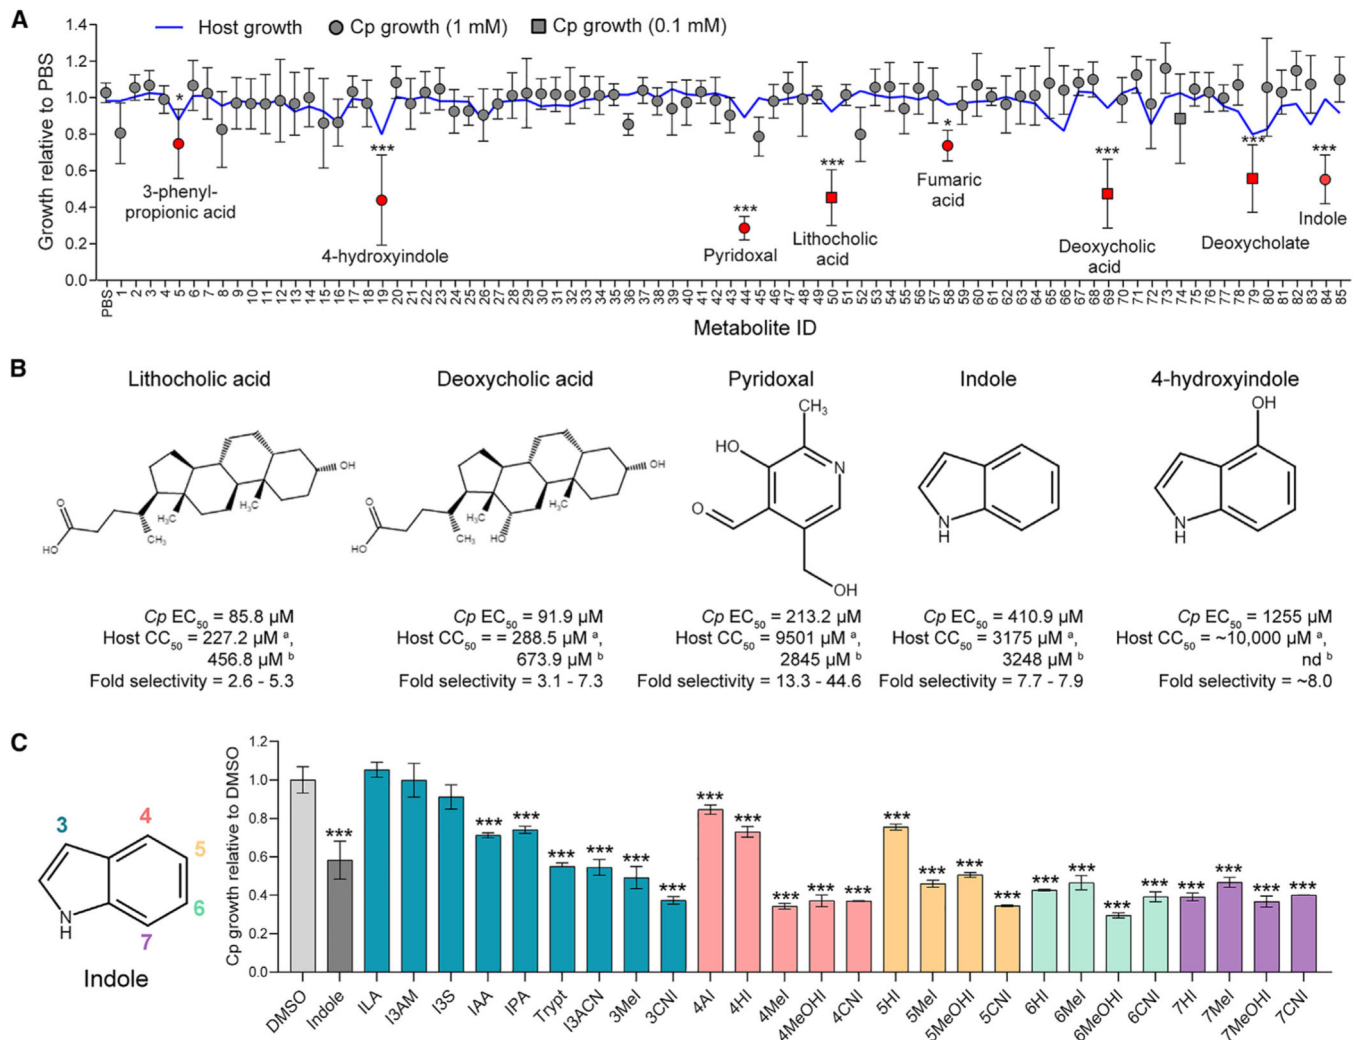 A
Host growth
Cp growth (1 mM)
Cp growth (0.1 mM)
Growth relative to PBS
1.4
1.2
1.0
0.8
0.6
0.4
0.2
0.0
*
3-phenyl-
propionic acid
***
4-hydroxyindole
***
Pyridoxal
***
Lithocholic
acid
*
Fumaric
acid
***
Deoxycholic
acid
***
Deoxycholate
***
Indole
PBS 1 2 3 4 5 6 7 8 9 10 11 12 13 14 15 16 17 18 19 20 21 22 23 24 25 26 27 28 29 30 31 32 33 34 35 36 37 38 39 40 41 42 43 44 45 46 47 48 49 50 51 52 53 54 55 56 57 58 59 60 61 62 63 64 65 66 67 68 69 70 71 72 73 74 75 76 77 78 79 80 81 82 83 84 85
Metabolite ID
B
Lithocholic acid
O
HO
CH₃
H₃C
H₃C
OH
Cp EC₅₀ = 85.8 µM
Host CC₅₀ = 227.2 µM ᵃ,
456.8 µM ᵇ
Fold selectivity = 2.6 - 5.3
Deoxycholic acid
O
HO
CH₃
H₃C
HO
H₃C
OH
Cp EC₅₀ = 91.9 µM
Host CC₅₀ = = 288.5 µM ᵃ,
673.9 µM ᵇ
Fold selectivity = 3.1 - 7.3
Pyridoxal
CH₃
HO
N
O
OH
Cp EC₅₀ = 213.2 µM
Host CC₅₀ = 9501 µM ᵃ,
2845 µM ᵇ
Fold selectivity = 13.3 - 44.6
Indole
N
H
Cp EC₅₀ = 410.9 µM
Host CC₅₀ = 3175 µM ᵃ,
3248 µM ᵇ
Fold selectivity = 7.7 - 7.9
4-hydroxyindole
OH
N
H
Cp EC₅₀ = 1255 µM
Host CC₅₀ = ~10,000 µM ᵃ,
nd ᵇ
Fold selectivity = ~8.0
C
3
4
5
6
7
N
H
Indole
Cp growth relative to DMSO
1.2
1.0
0.8
0.6
0.4
0.2
0.0
*** *** *** *** *** *** *** *** *** *** *** *** *** *** *** *** *** *** *** *** *** *** *** ***
DMSO Indole ILA I3AM I3S IAA IPA Trypt I3ACN 3MeI 3CNI 4AI 4HI 4MeI 4MeOHI 4CNI 5HI 5MeI 5MeOHI 5CNI 6HI 6MeI 6MeOHI 6CNI 7HI 7MeI 7MeOHI 7CNI